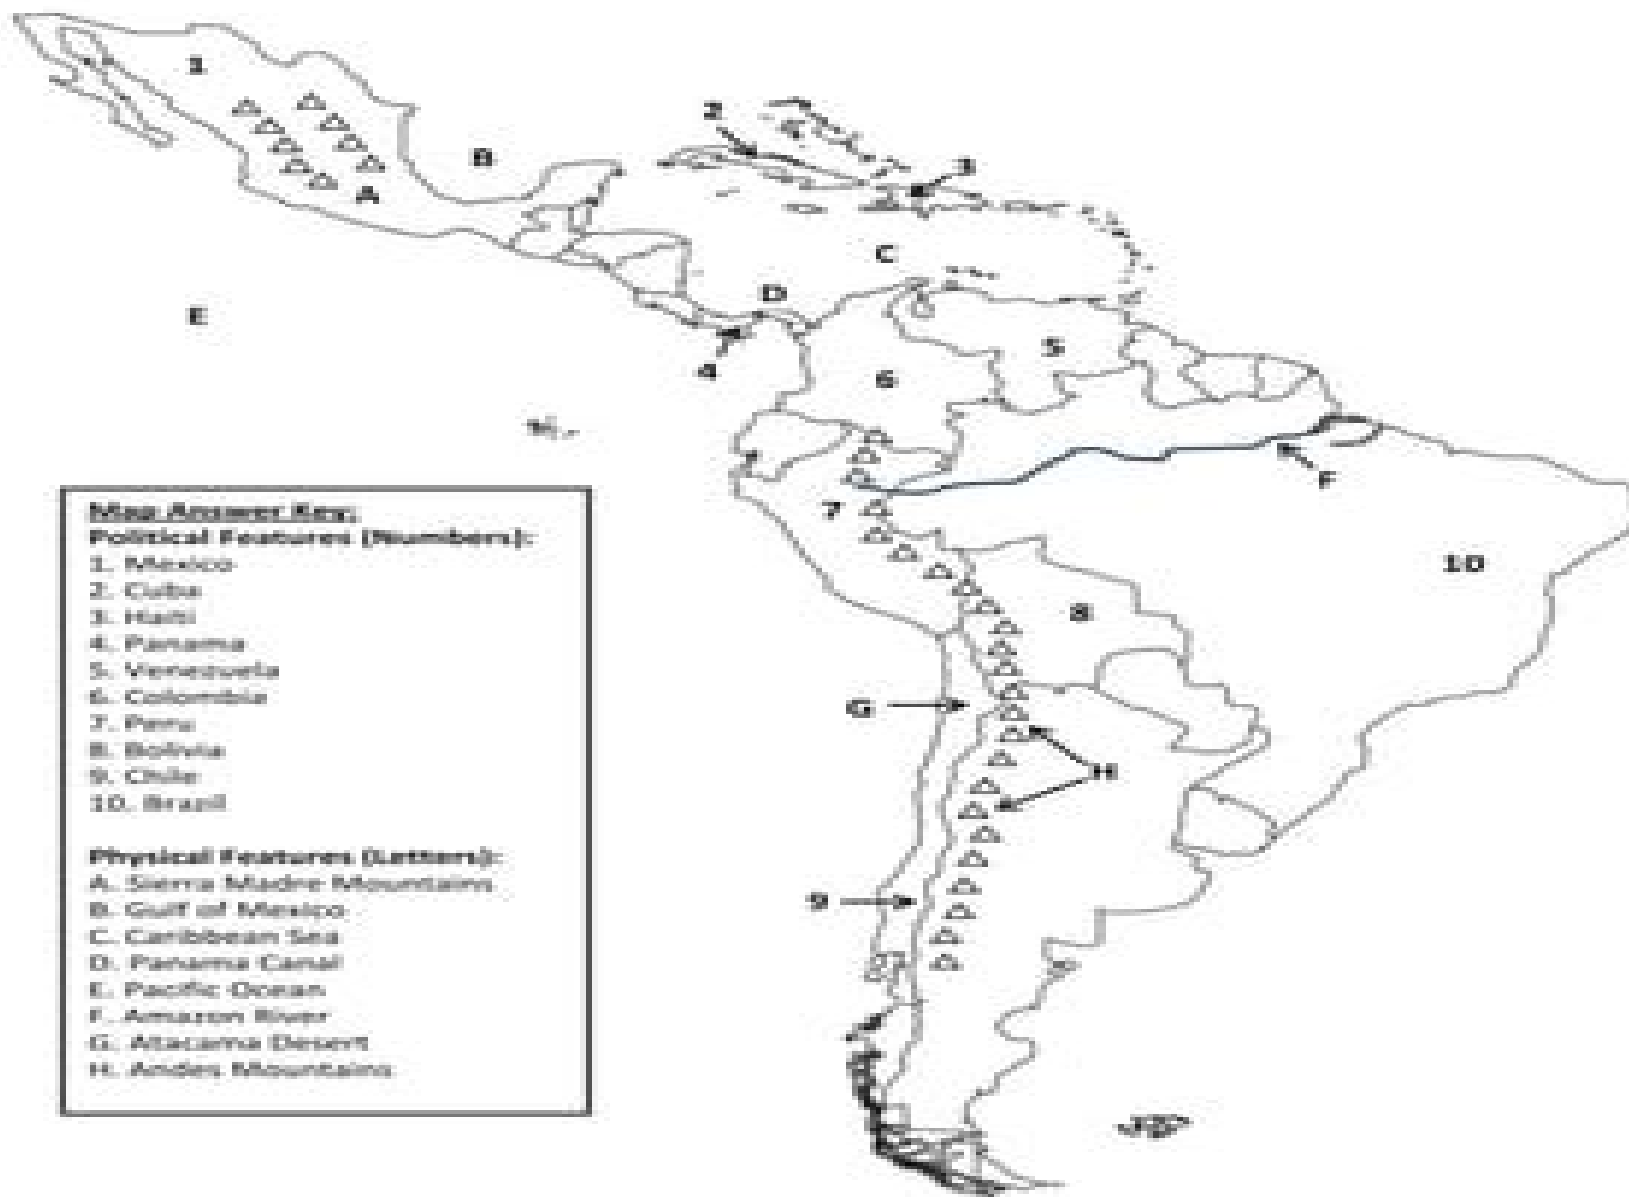 1
2
B
3
A
C
D
E
5
4
6
F
7
10
8
G
H
9
Map Answer Key:
Political Features (Numbers):
1. Mexico
2. Cuba
3. Haiti
4. Panama
5. Venezuela
6. Colombia
7. Peru
8. Bolivia
9. Chile
10. Brazil
Physical Features (Letters):
A. Sierra Madre Mountains
B. Gulf of Mexico
C. Caribbean Sea
D. Panama Canal
E. Pacific Ocean
F. Amazon River
G. Atacama Desert
H. Andes Mountains